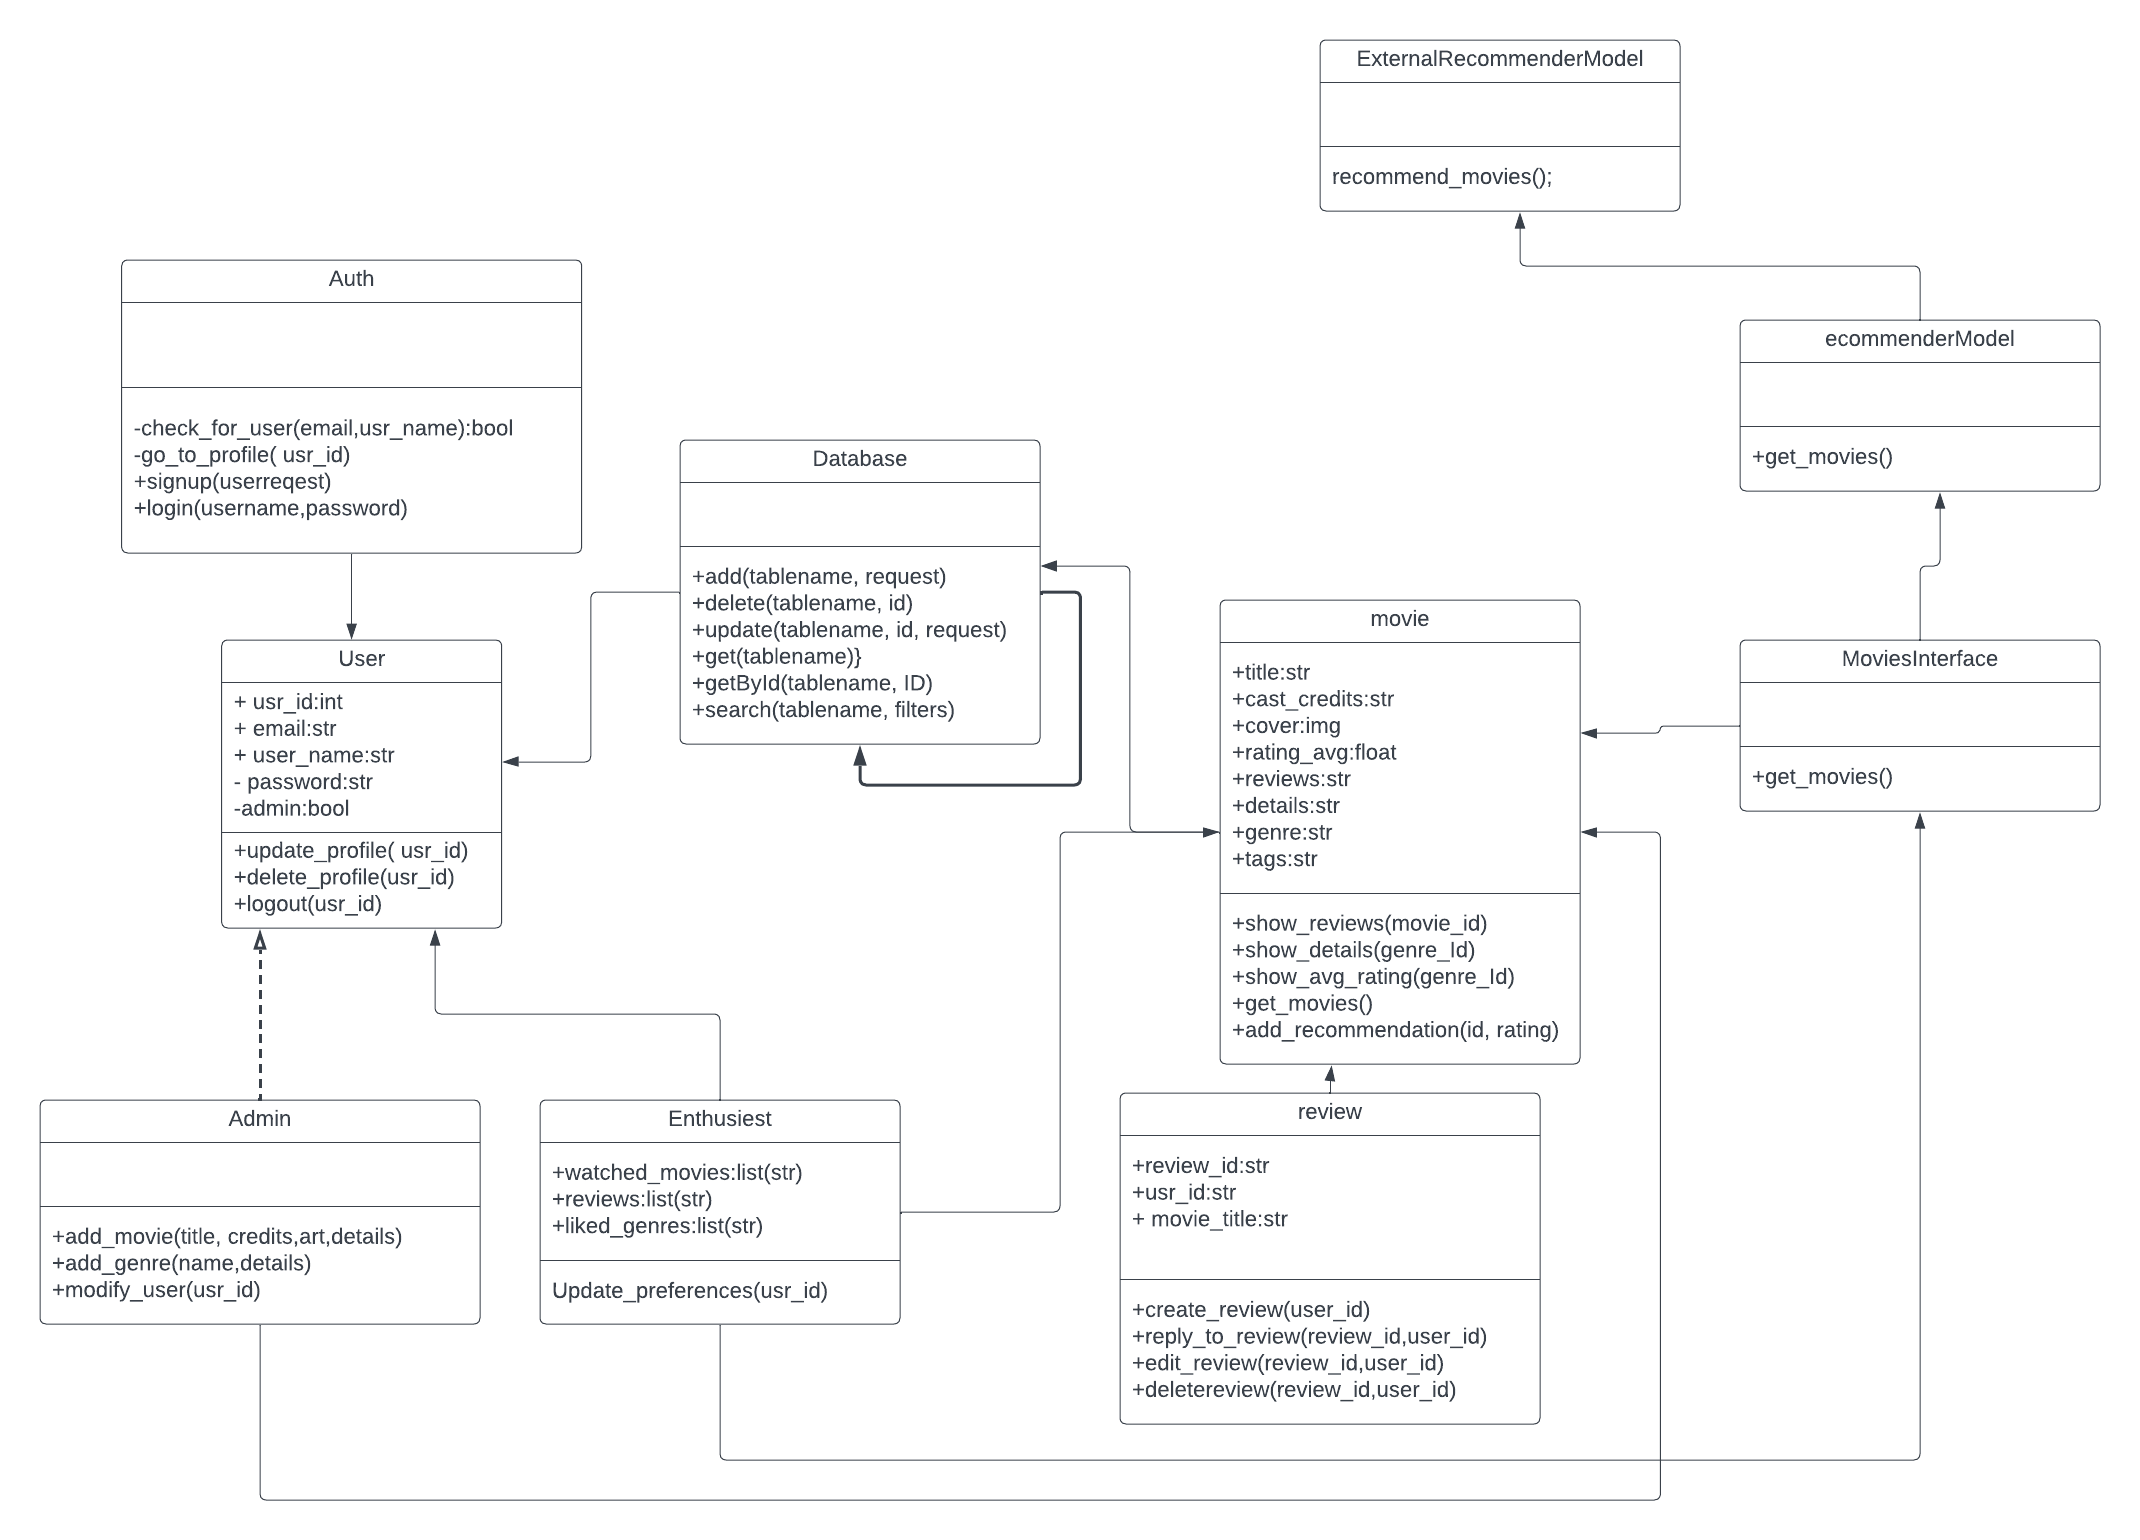 ExternalRecommenderModel
recommend_movies();
Auth
-check_for_user(email,usr_name):bool
-go_to_profile( usr_id)
+signup(userreqest)
+login(username,password)
ecommenderModel
+get_movies()
Database
+add(tablename, request)
+delete(tablename, id)
+update(tablename, id, request)
+get(tablename)}
+getById(tablename, ID)
+search(tablename, filters)
User
+ usr_id:int
+ email:str
+ user_name:str
- password:str
-admin:bool
+update_profile( usr_id)
+delete_profile(usr_id)
+logout(usr_id)
movie
+title:str
+cast_credits:str
+cover:img
+rating_avg:float
+reviews:str
+details:str
+genre:str
+tags:str
+show_reviews(movie_id)
+show_details(genre_Id)
+show_avg_rating(genre_Id)
+get_movies()
+add_recommendation(id, rating)
MoviesInterface
+get_movies()
Admin
+add_movie(title, credits,art,details)
+add_genre(name,details)
+modify_user(usr_id)
Enthusiest
+watched_movies:list(str)
+reviews:list(str)
+liked_genres:list(str)
Update_preferences(usr_id)
review
+review_id:str
+usr_id:str
+ movie_title:str
+create_review(user_id)
+reply_to_review(review_id,user_id)
+edit_review(review_id,user_id)
+deletereview(review_id,user_id)